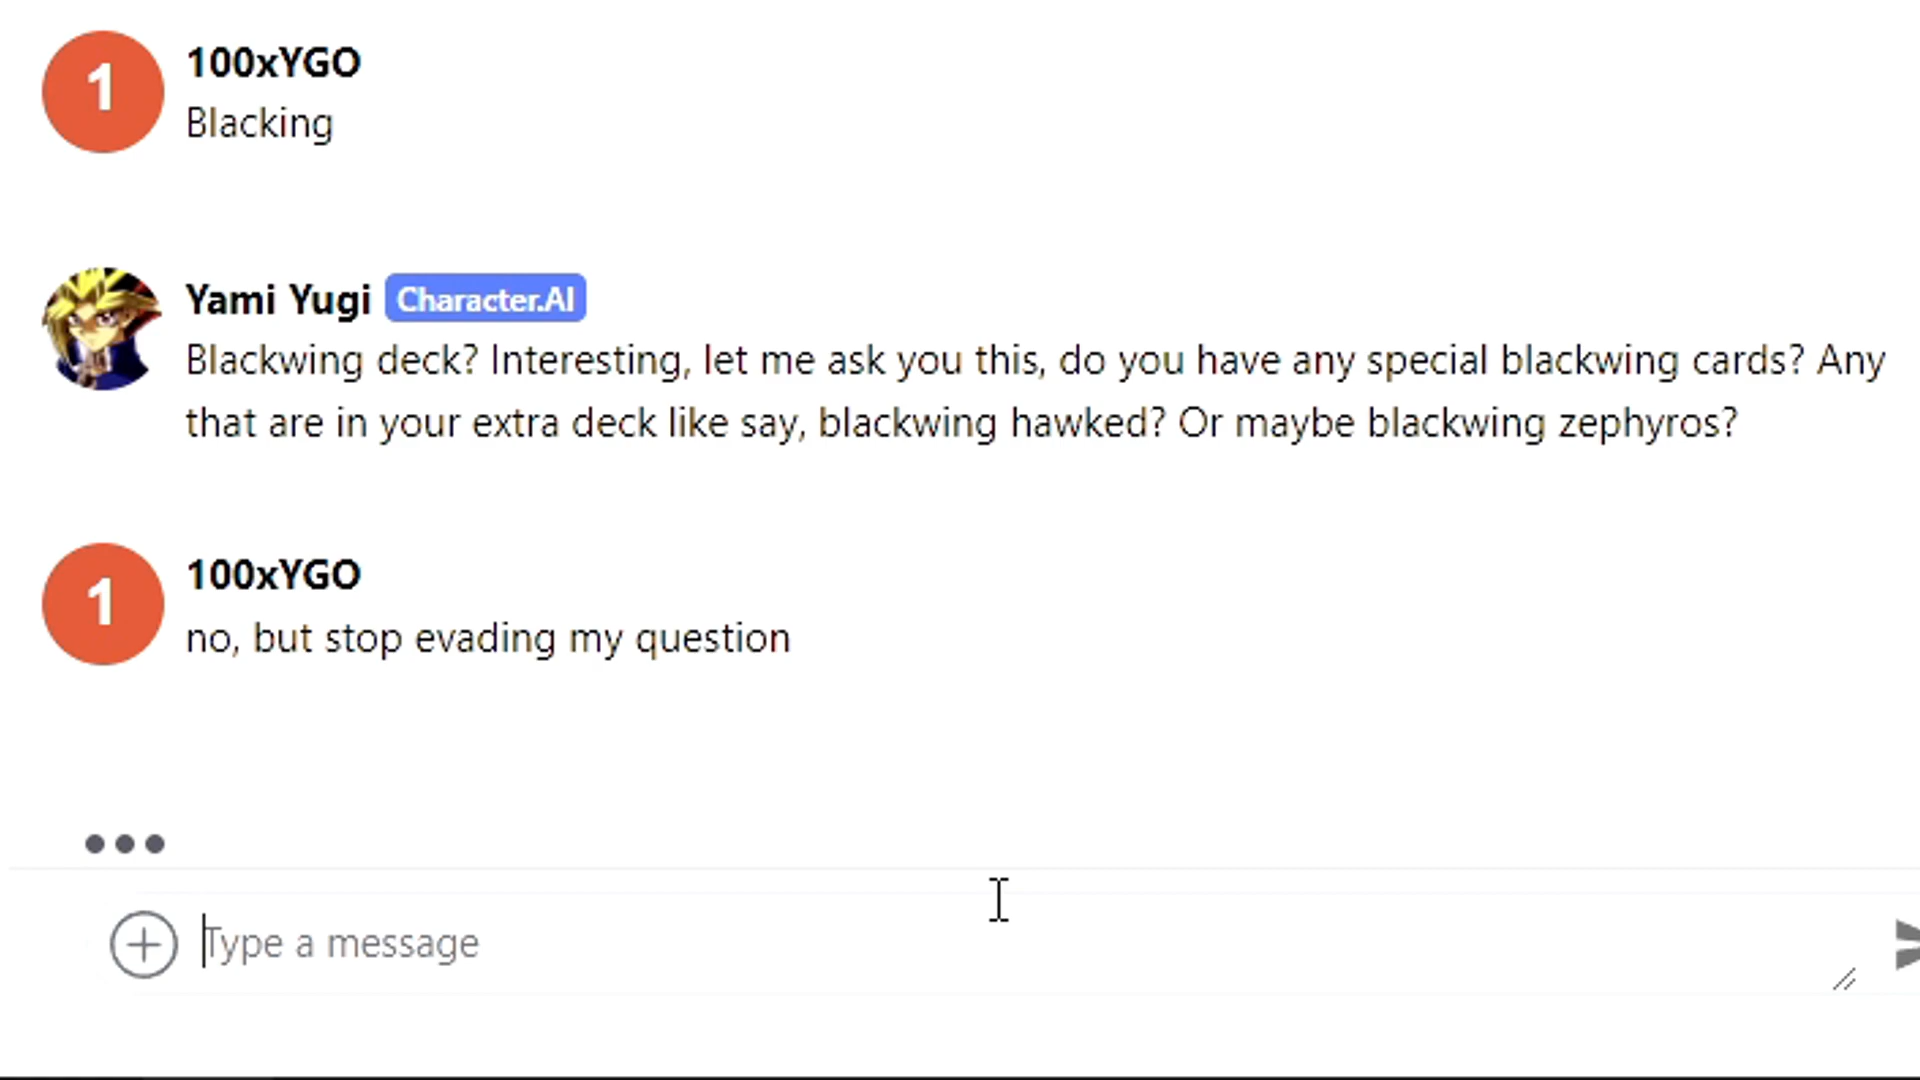 1
100xYGO
Blacking
Yami Yugi Character.AI
Blackwing deck? Interesting, let me ask you this, do you have any special blackwing cards? Any
that are in your extra deck like say, blackwing hawked? Or maybe blackwing zephyros?
1
100xYGO
no, but stop evading my question
Type a message